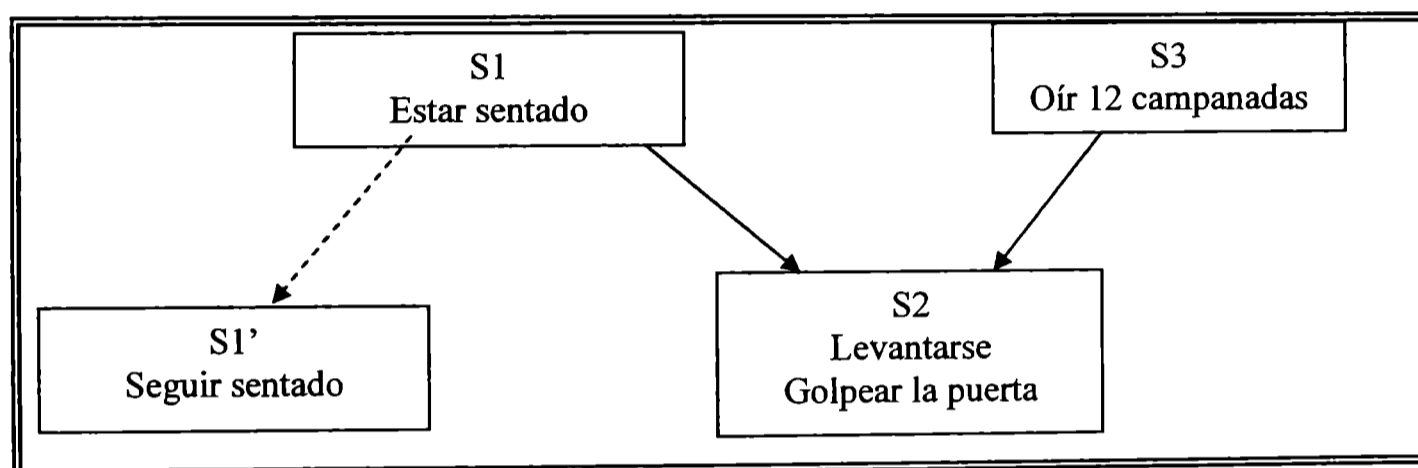 S1
Estar sentado
S3
Oír 12 campanadas
S1’
Seguir sentado
S2
Levantarse
Golpear la puerta